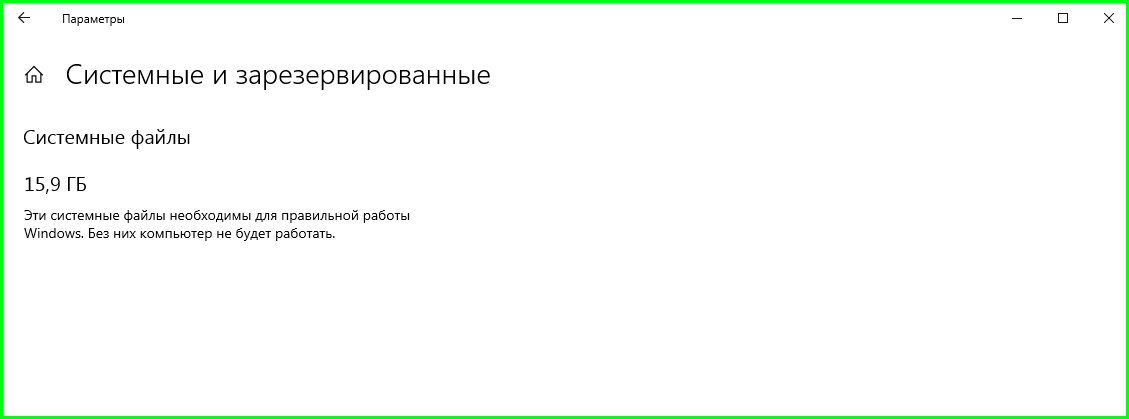 Параметры
Системные и зарезервированные
Системные файлы
15,9 ГБ
Эти системные файлы необходимы для правильной работы
Windows. Без них компьютер не будет работать.